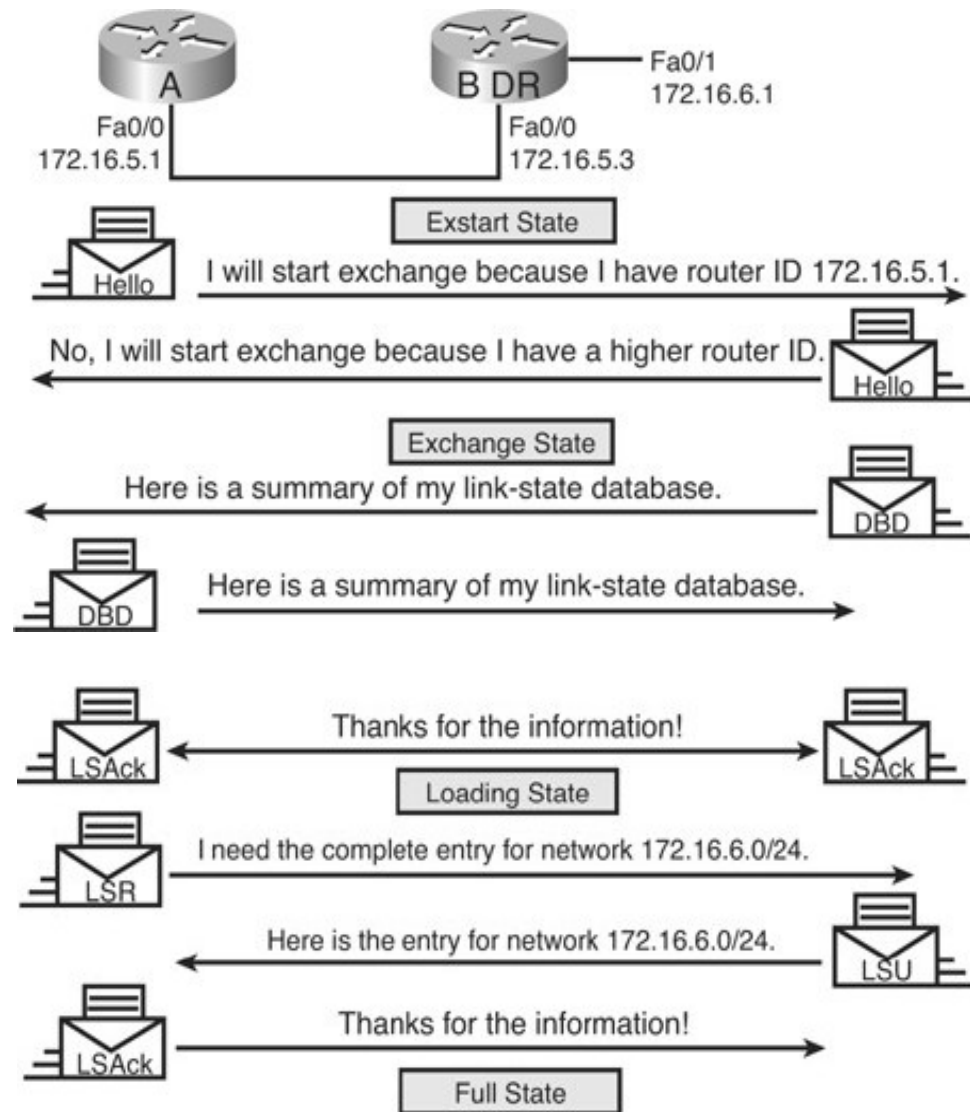 A
B DR
Fa0/1
172.16.6.1
Fa0/0
172.16.5.1
Fa0/0
172.16.5.3
Exstart State
Hello
I will start exchange because I have router ID 172.16.5.1.
No, I will start exchange because I have a higher router ID.
Hello
Exchange State
Here is a summary of my link-state database.
DBD
DBD
Here is a summary of my link-state database.
LSAck
Thanks for the information!
LSAck
Loading State
LSR
I need the complete entry for network 172.16.6.0/24.
Here is the entry for network 172.16.6.0/24.
LSU
LSAck
Thanks for the information!
Full State